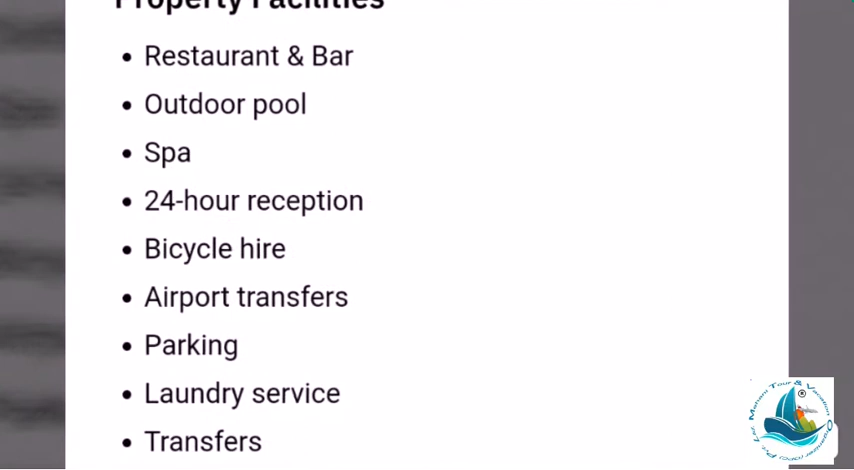 Property Facilities
• Restaurant & Bar
• Outdoor pool
• Spa
• 24-hour reception
• Bicycle hire
• Airport transfers
• Parking
• Laundry service
• Transfers